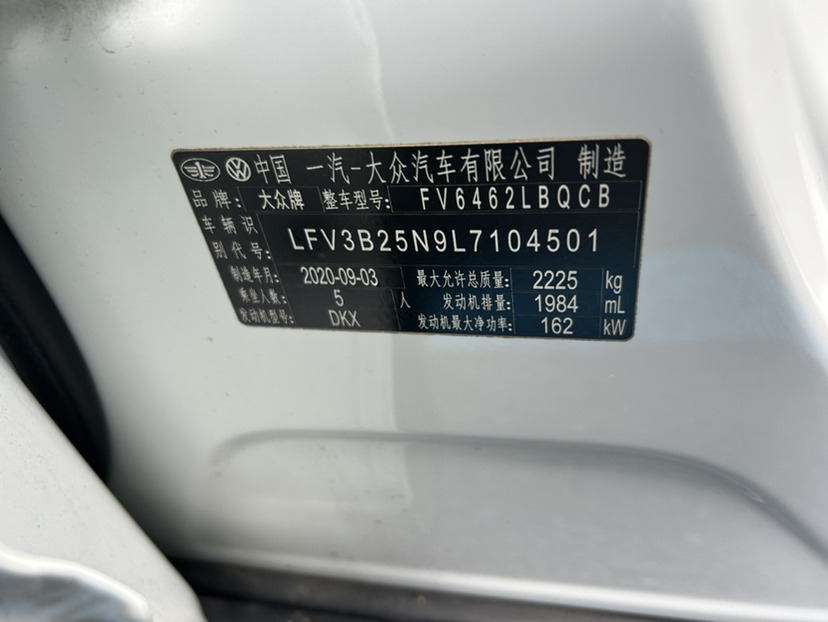 中国 一汽-大众汽车有限公司 制造
品牌: 大众牌 整车型号: FV6462LBQCB
车辆识别代号: LFV3B25N9L7104501
制造年月: 2020-09-03 最大允许总质量: 2225 kg
乘坐人数: 5 人 发动机排量: 1984 mL
发动机型号: DKX 发动机最大净功率: 162 kW